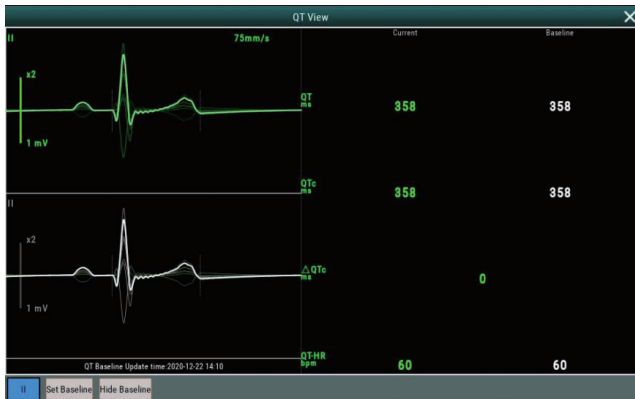 QT View
Current Baseline
II 75mm/s
x2
1 mV
QT
ms
358 358
QTc
ms
358 358
II
x2
1 mV
△QTc
ms
0
QT-HR
bpm
60 60
QT Baseline Update time:2020-12-22 14:10
II Set Baseline Hide Baseline